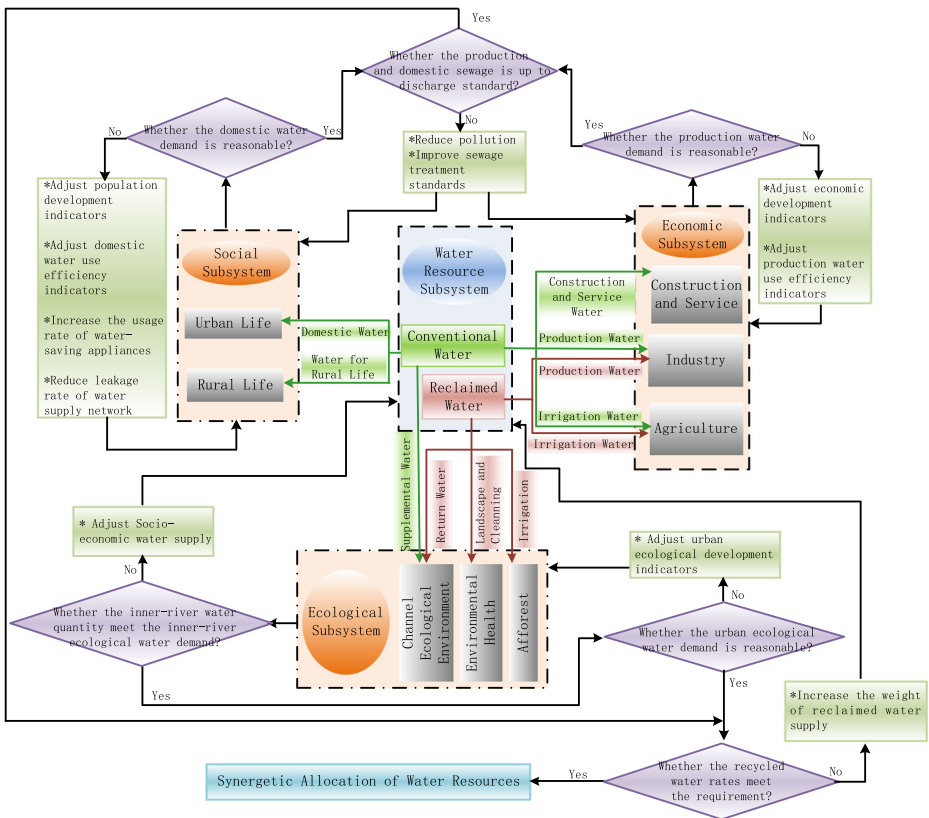 Yes
Whether the production
and domestic sewage is up to
discharge standard?
No
Whether the domestic water
demand is reasonable?
Yes
No
*Reduce pollution
*Improve sewage
treatment
standards
Yes
Whether the production water
demand is reasonable?
No
*Adjust population
development
indicators
*Adjust domestic
water use
efficiency
indicators
*Increase the usage
rate of water-
saving appliances
*Reduce leakage
rate of water
supply network
Social
Subsystem
Urban Life
Rural Life
Domestic Water
Water for
Rural Life
Water
Resource
Subsystem
Conventional
Water
Reclaimed
Water
Construction
and Service
Water
Production Water
Production Water
Irrigation Water
Irrigation Water
Economic
Subsystem
Construction
and Service
Industry
Agriculture
*Adjust economic
development
indicators
*Adjust
production water
use efficiency
indicators
Supplemental Water
Return Water
Landscape and
Cleanning
Irrigation
* Adjust Socio-
economic water supply
No
Whether the inner-river water
quantity meet the inner-river
ecological water demand?
Yes
Ecological
Subsystem
Channel
Ecological
Environment
Environmental
Health
Afforest
* Adjust urban
ecological development
indicators
No
Whether the urban ecological
water demand is reasonable?
Yes
*Increase the weight
of reclaimed water
supply
Whether the recycled
water rates meet
the requirement?
No
Yes
Synergetic Allocation of Water Resources